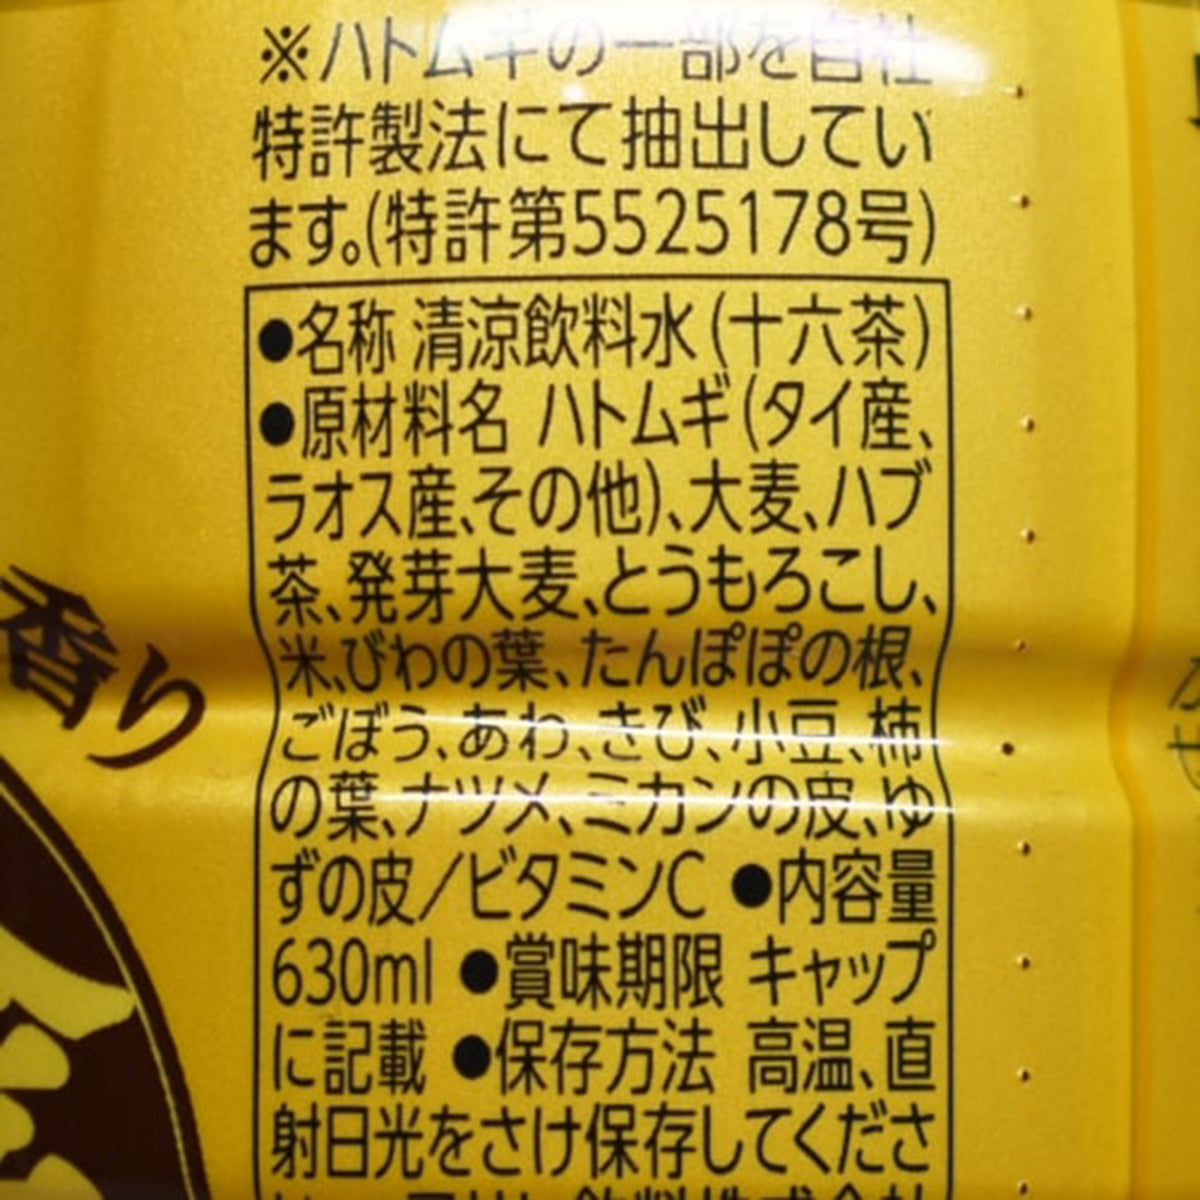 ※ハトムギの一部を自社
特許製法にて抽出してい
ます。(特許第5525178号)
●名称 清涼飲料水(十六茶)
●原材料名 ハトムギ(タイ産、
ラオス産、その他)、大麦、ハブ
茶、発芽大麦、とうもろこし、
米、びわの葉、たんぽぽの根、
ごぼう、あわ、きび、小豆、柿
の葉、ナツメ、ミカンの皮、ゆ
ずの皮/ビタミンC ●内容量
630ml ●賞味期限 キャップ
に記載 ●保存方法 高温、直
射日光をさけ保存してくださ
香り